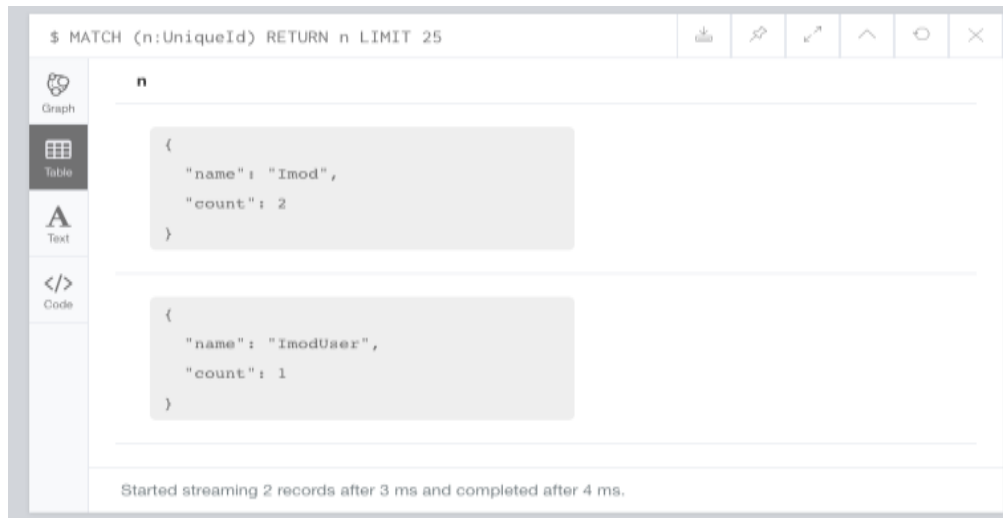 $ MATCH (n:UniqueId) RETURN n LIMIT 25
Graph
Table
A
Text
</>
Code
n
{
"name": "Imod",
"count": 2
}
{
"name": "ImodUser",
"count": 1
}
Started streaming 2 records after 3 ms and completed after 4 ms.